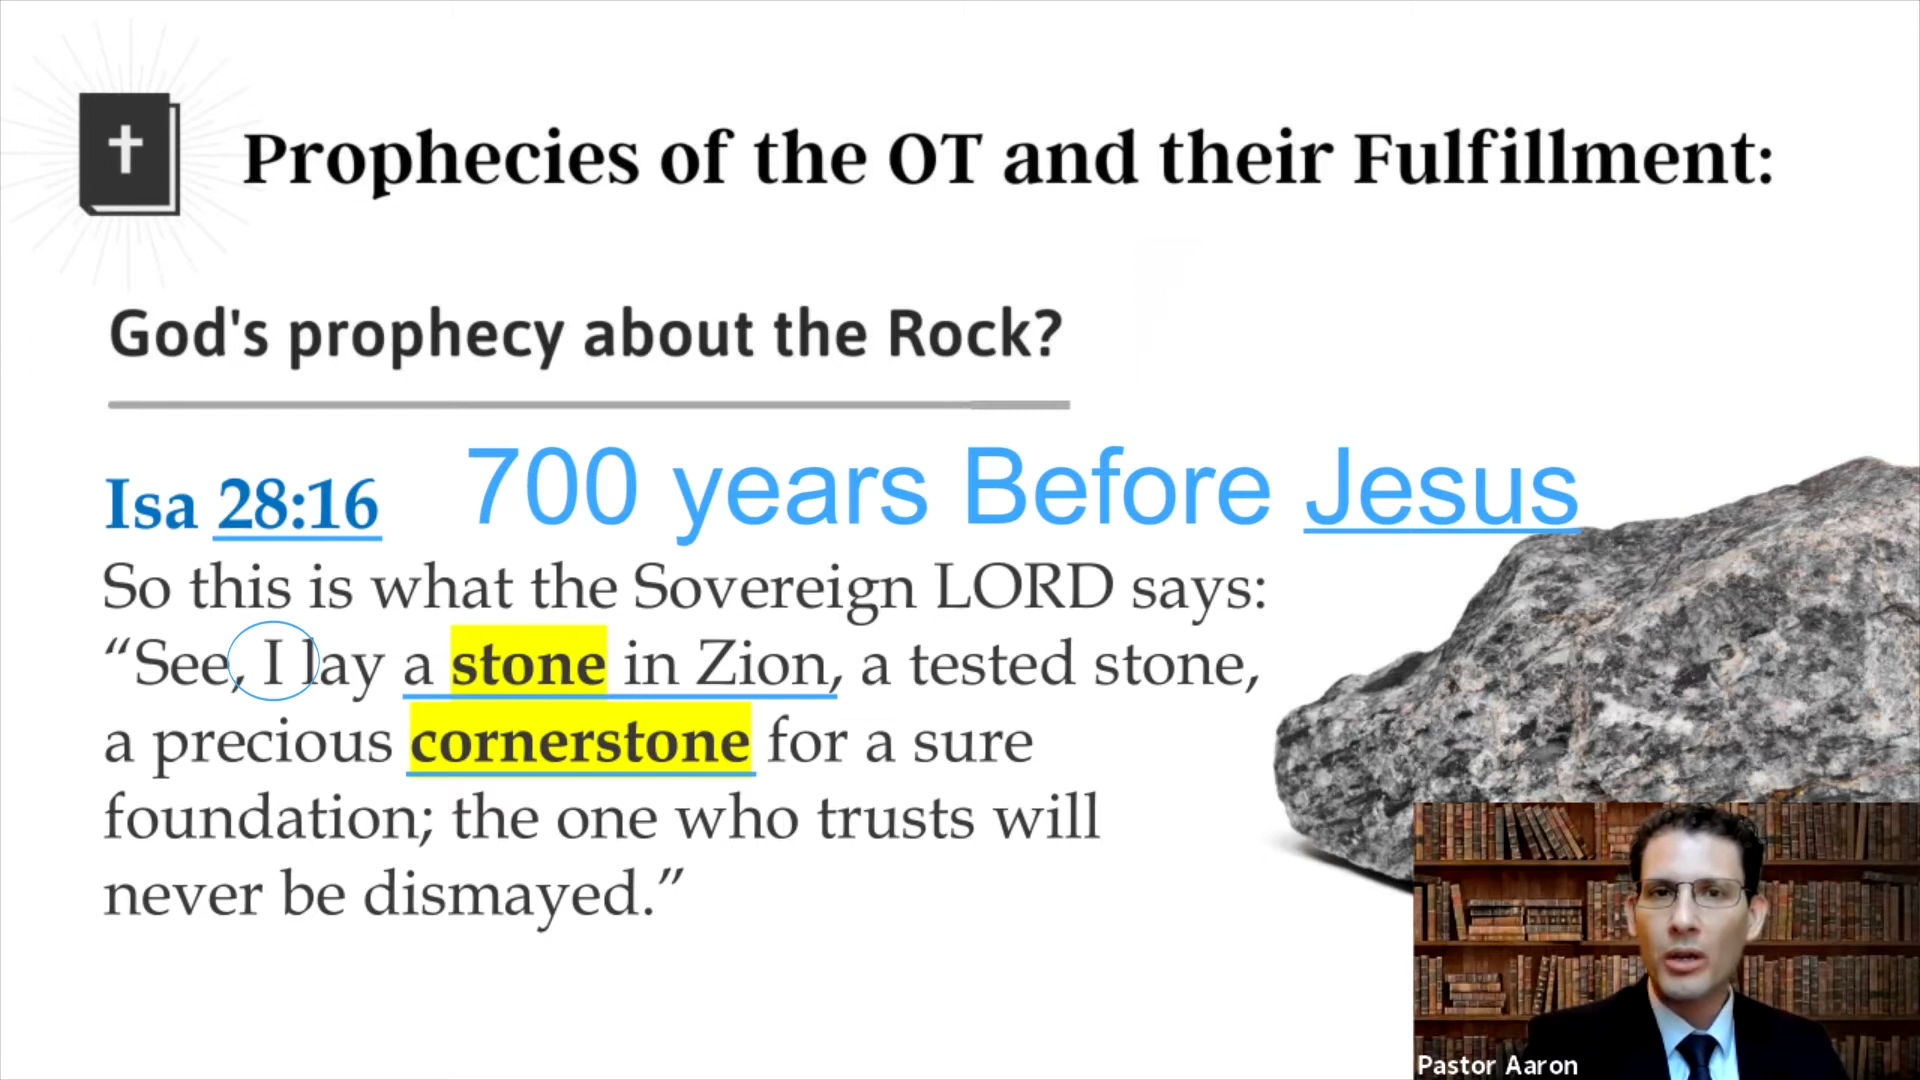 Prophecies of the OT and their Fulfillment:
God's prophecy about the Rock?
Isa 28:16 700 years Before Jesus
So this is what the Sovereign LORD says:
“See, I lay a stone in Zion, a tested stone,
a precious cornerstone for a sure
foundation; the one who trusts will
never be dismayed.”
Pastor Aaron